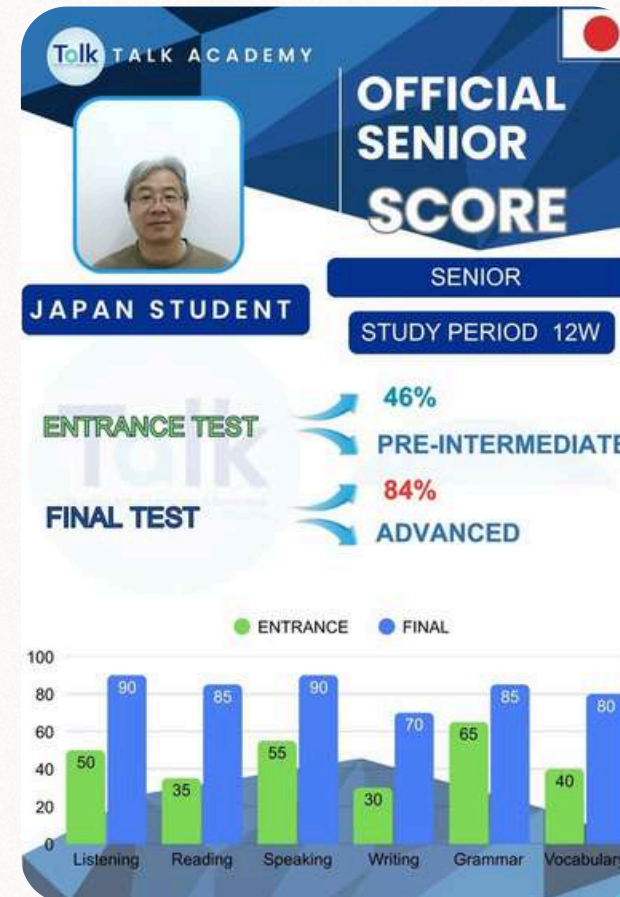 Talk TALK ACADEMY
OFFICIAL
SENIOR
SCORE
SENIOR
JAPAN STUDENT
STUDY PERIOD 12W
46%
ENTRANCE TEST
PRE-INTERMEDIATE
84%
FINAL TEST
ADVANCED
Talk
ENTRANCE FINAL
100
80
60
40
20
0
50 90 35 85 55 90 30 70 65 85 40 80
Listening Reading Speaking Writing Grammar Vocabulary